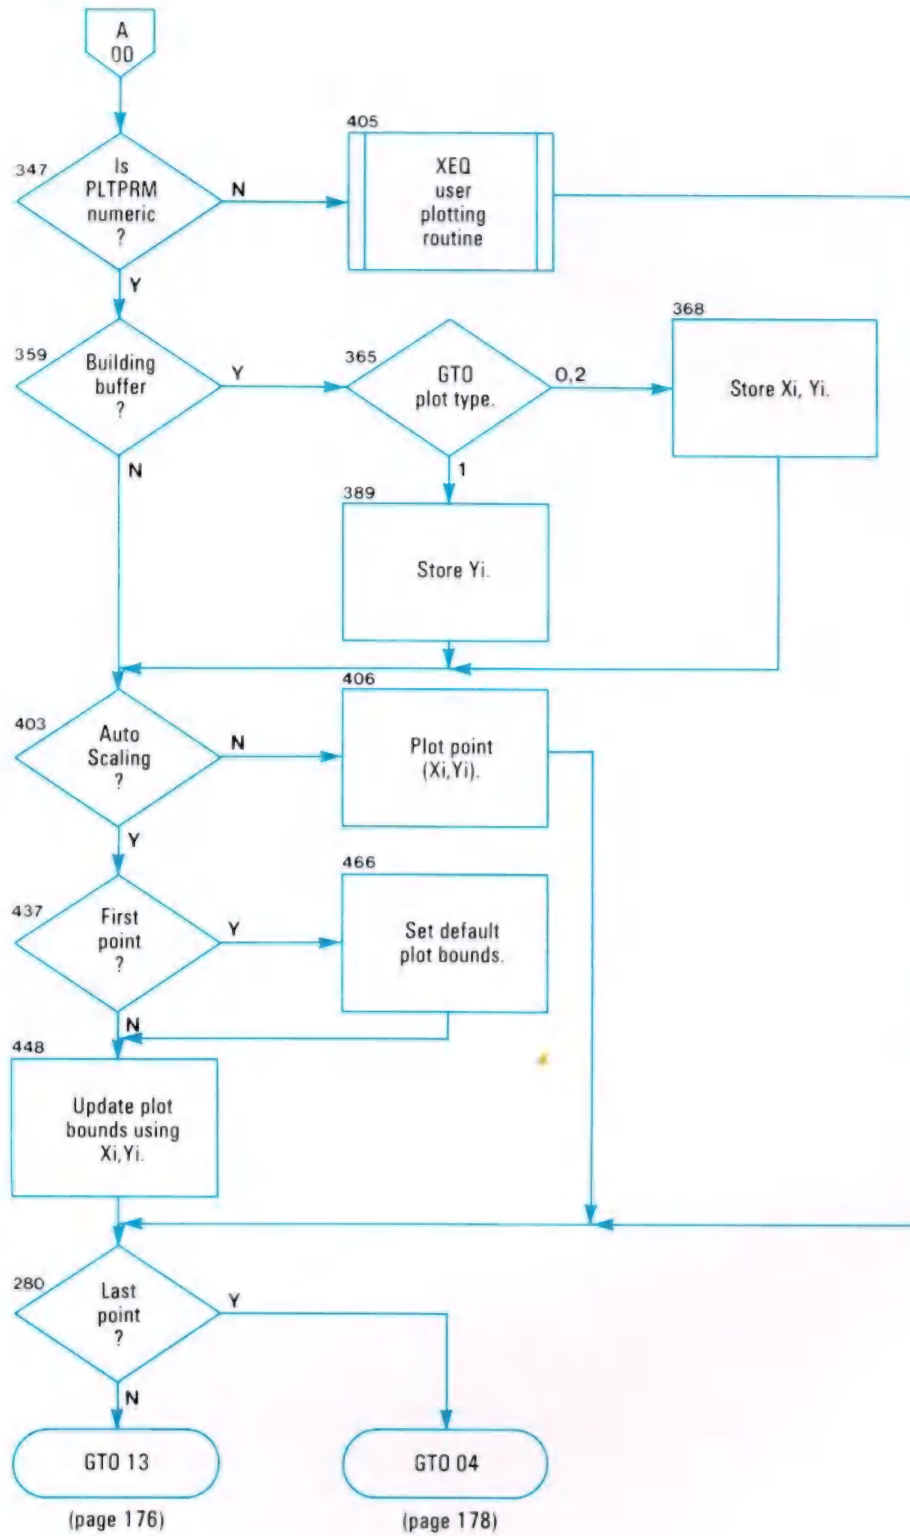 A
00
347
Is
PLTPRM
numeric
?
N
Y
405
XEQ
user
plotting
routine
359
Building
buffer
?
Y
N
365
GTO
plot type.
0,2
1
368
Store Xi, Yi.
389
Store Yi.
403
Auto
Scaling
?
N
Y
406
Plot point
(Xi,Yi).
437
First
point
?
Y
N
466
Set default
plot bounds.
448
Update plot
bounds using
Xi,Yi.
280
Last
point
?
Y
N
GTO 13
(page 176)
GTO 04
(page 178)